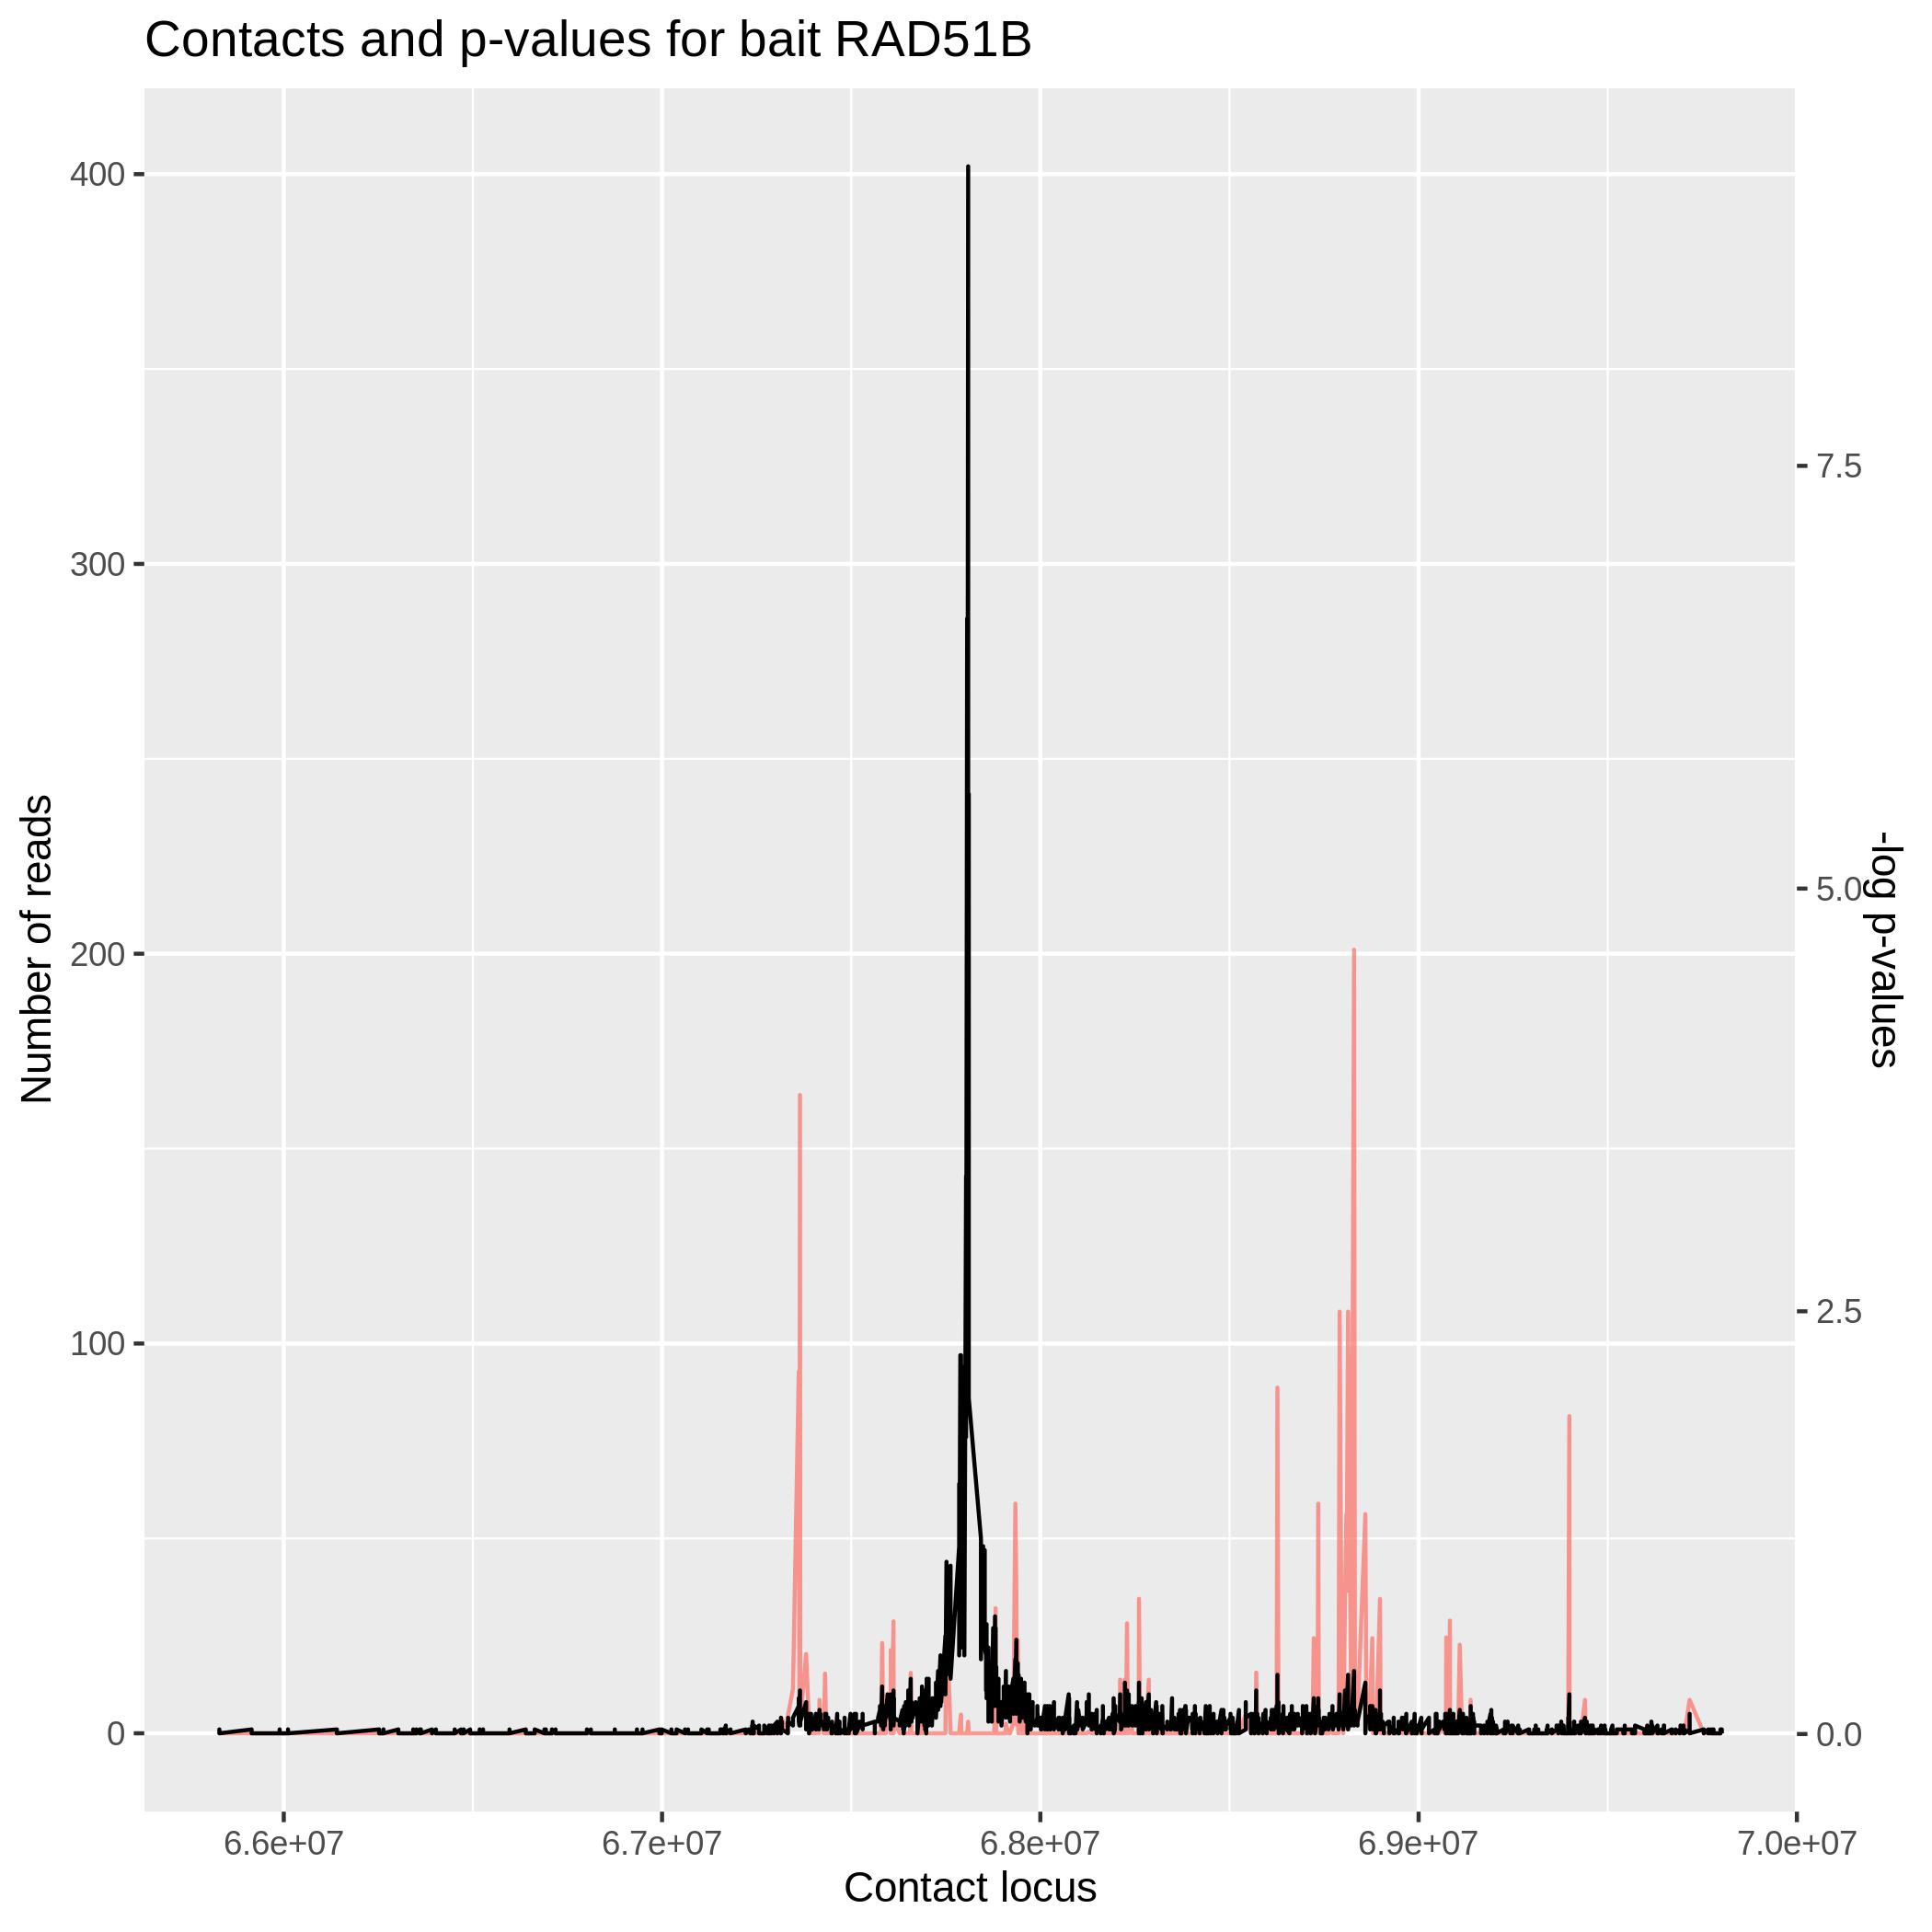 Contacts and p-values for bait RAD51B
400
300
200
100
0
Number of reads
7.5
5.0
2.5
0.0
-log p-values
6.6e+07 6.7e+07 6.8e+07 6.9e+07 7.0e+07
Contact locus